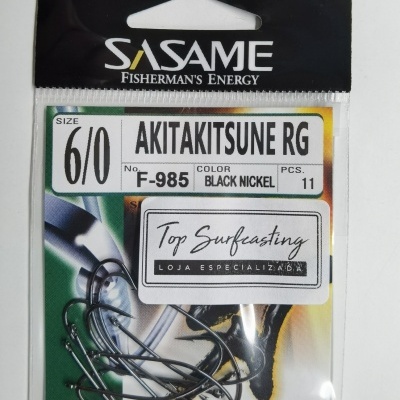 SASAME
FISHERMAN'S ENERGY
SIZE
6/0
AKITAKITSUNE RG
No. F-985
COLOR BLACK NICKEL
PCS. 11
Top Surfcasting
LOJA ESPECIALIZADA